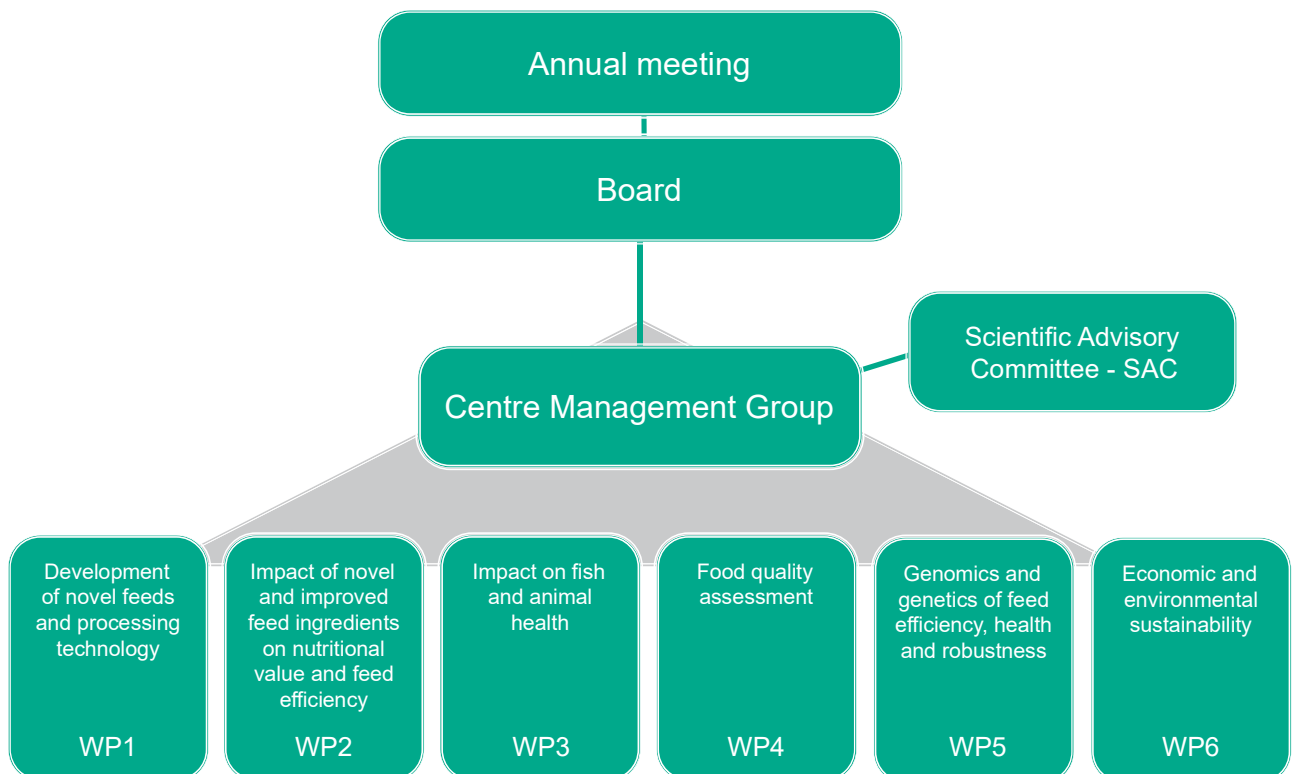 Annual meeting
Board
Scientific Advisory
Committee - SAC
Centre Management Group
Development
of novel feeds
and processing
technology
WP1
Impact of novel
and improved
feed ingredients
on nutritional
value and feed
efficiency
WP2
Impact on fish
and animal
health
WP3
Food quality
assessment
WP4
Genomics and
genetics of feed
efficiency, health
and robustness
WP5
Economic and
environmental
sustainability
WP6